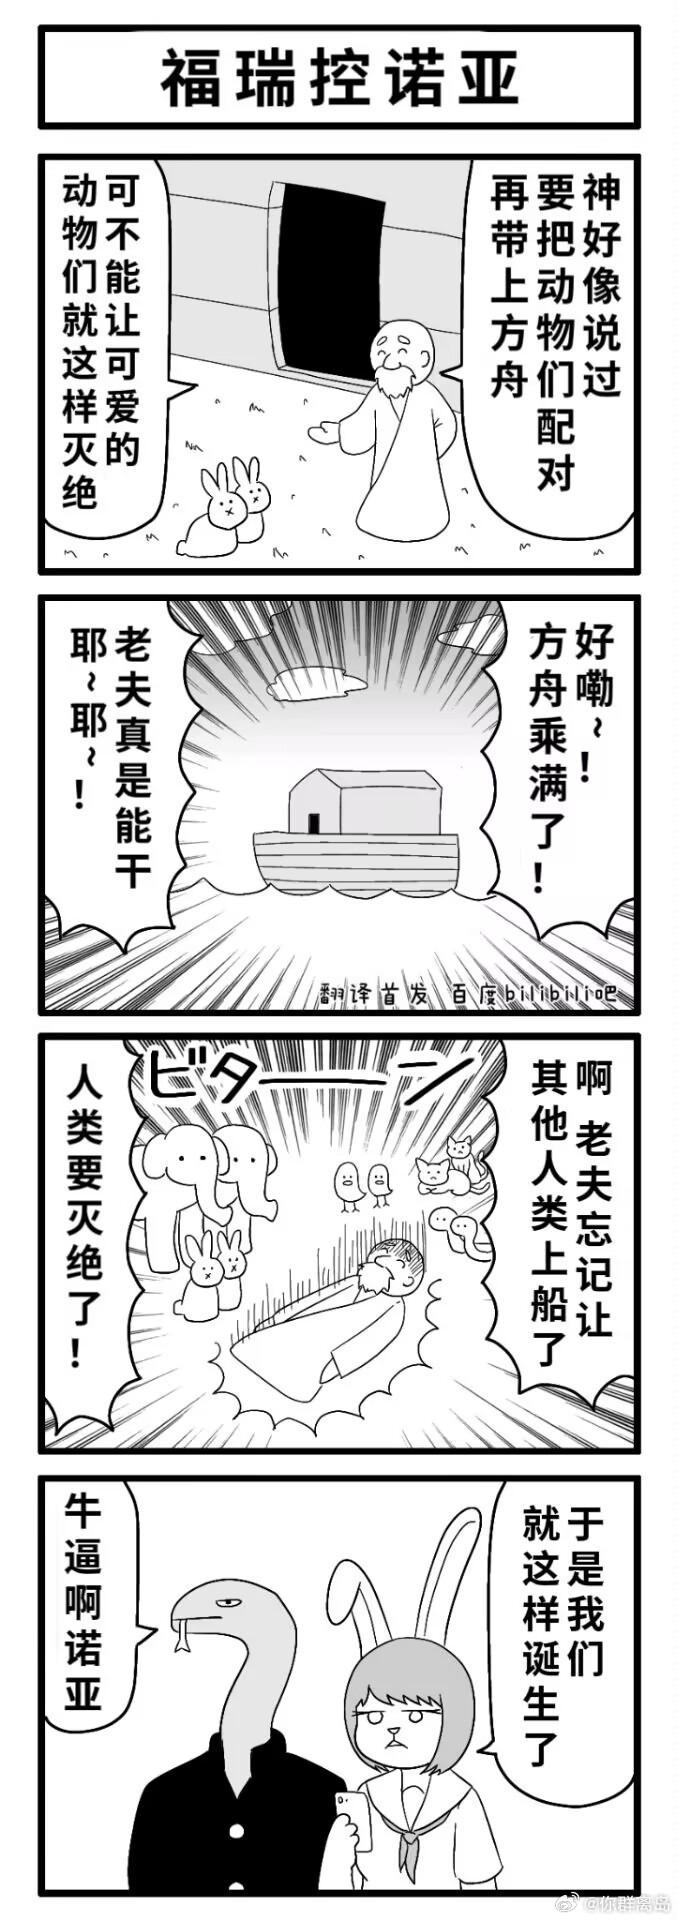 福瑞控诺亚
神好像说过
要把动物们配对
再带上方舟
可不能让可爱的
动物们就这样灭绝
好嘞~！
方舟乘满了！
老夫真是能干
耶~耶~！
翻译首发 百度bilibili吧
ビターーン
啊 老夫忘记让
其他人类上船了
人类要灭绝了！
于是我们
就这样诞生了
牛逼啊诺亚
@你群离岛